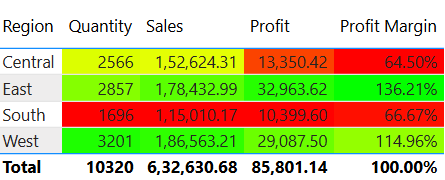 Region Quantity Sales Profit Profit Margin
Central 2566 1,52,624.31 13,350.42 64.50%
East 2857 1,78,432.99 32,963.62 136.21%
South 1696 1,15,010.17 10,399.60 66.67%
West 3201 1,86,563.21 29,087.50 114.96%
Total 10320 6,32,630.68 85,801.14 100.00%